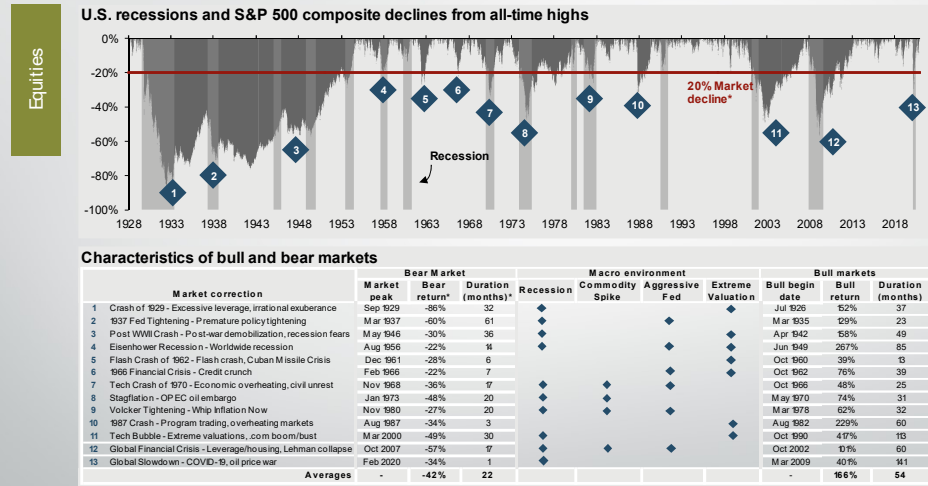 Equities
U.S. recessions and S&P 500 composite declines from all-time highs
0%
-20%
-40%
-60%
-80%
-100%
20% Market
decline*
Recession
1 2 3 4 5 6 7 8 9 10 11 12 13
1928 1933 1938 1943 1948 1953 1958 1963 1968 1973 1978 1983 1988 1993 1998 2003 2008 2013 2018
Characteristics of bull and bear markets
Bear Market Macro environment Bull markets
Market correction Market peak Bear return* Duration (months)* Recession Commodity Spike Aggressive Fed Extreme Valuation Bull begin date Bull return Duration (months)
1 Crash of 1929 - Excessive leverage, irrational exuberance Sep 1929 -86% 32 Jul 1926 152% 37
2 1937 Fed Tightening - Premature policy tightening Mar 1937 -60% 61 Mar 1935 129% 23
3 Post WWII Crash - Post-war demobilization, recession fears May 1946 -30% 36 Apr 1942 158% 49
4 Eisenhower Recession - Worldwide recession Aug 1956 -22% 14 Jun 1949 267% 85
5 Flash Crash of 1962 - Flash crash, Cuban Missile Crisis Dec 1961 -28% 6 Oct 1960 39% 13
6 1966 Financial Crisis - Credit crunch Feb 1966 -22% 7 Oct 1962 76% 39
7 Tech Crash of 1970 - Economic overheating, civil unrest Nov 1968 -36% 17 Oct 1966 48% 25
8 Stagflation - OPEC oil embargo Jan 1973 -48% 20 May 1970 74% 31
9 Volcker Tightening - Whip Inflation Now Nov 1980 -27% 20 Mar 1978 62% 32
10 1987 Crash - Program trading, overheating markets Aug 1987 -34% 3 Aug 1982 229% 60
11 Tech Bubble - Extreme valuations, .com boom/bust Mar 2000 -49% 30 Oct 1990 417% 113
12 Global Financial Crisis - Leverage/housing, Lehman collapse Oct 2007 -57% 17 Oct 2002 101% 60
13 Global Slowdown - COVID-19, oil price war Feb 2020 -34% 1 Mar 2009 401% 141
Averages - -42% 22 - 166% 54